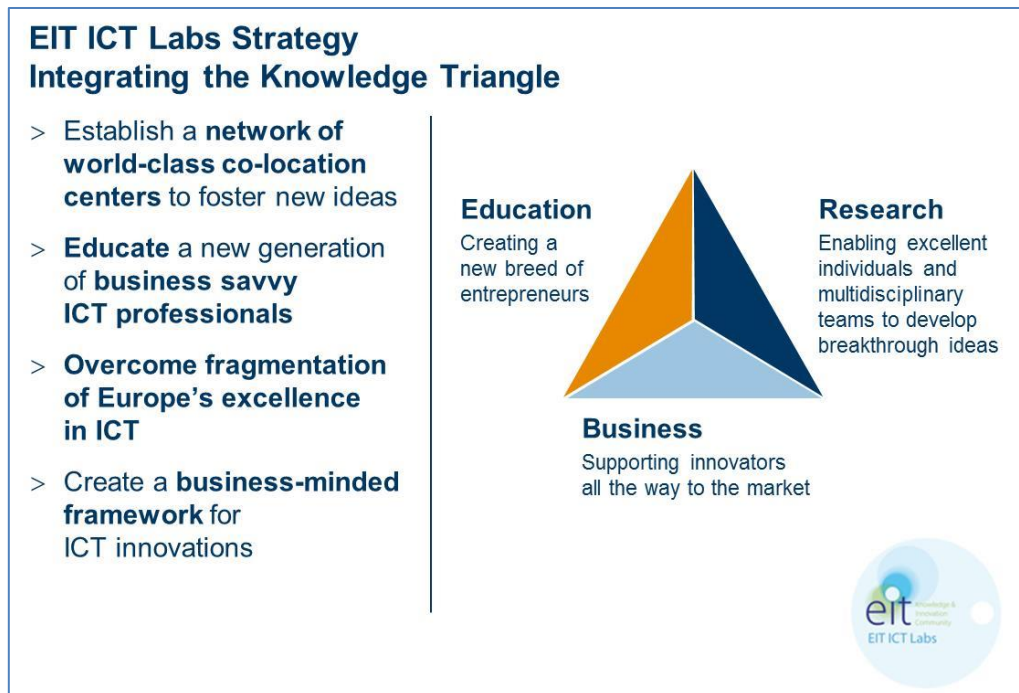 EIT ICT Labs Strategy
Integrating the Knowledge Triangle
> Establish a network of
world-class co-location
centers to foster new ideas
> Educate a new generation
of business savvy
ICT professionals
> Overcome fragmentation
of Europe's excellence
in ICT
> Create a business-minded
framework for
ICT innovations
Education
Creating a
new breed of
entrepreneurs
Research
Enabling excellent
individuals and
multidisciplinary
teams to develop
breakthrough ideas
Business
Supporting innovators
all the way to the market
eit
Knowledge &
Innovation
Community
EIT ICT Labs